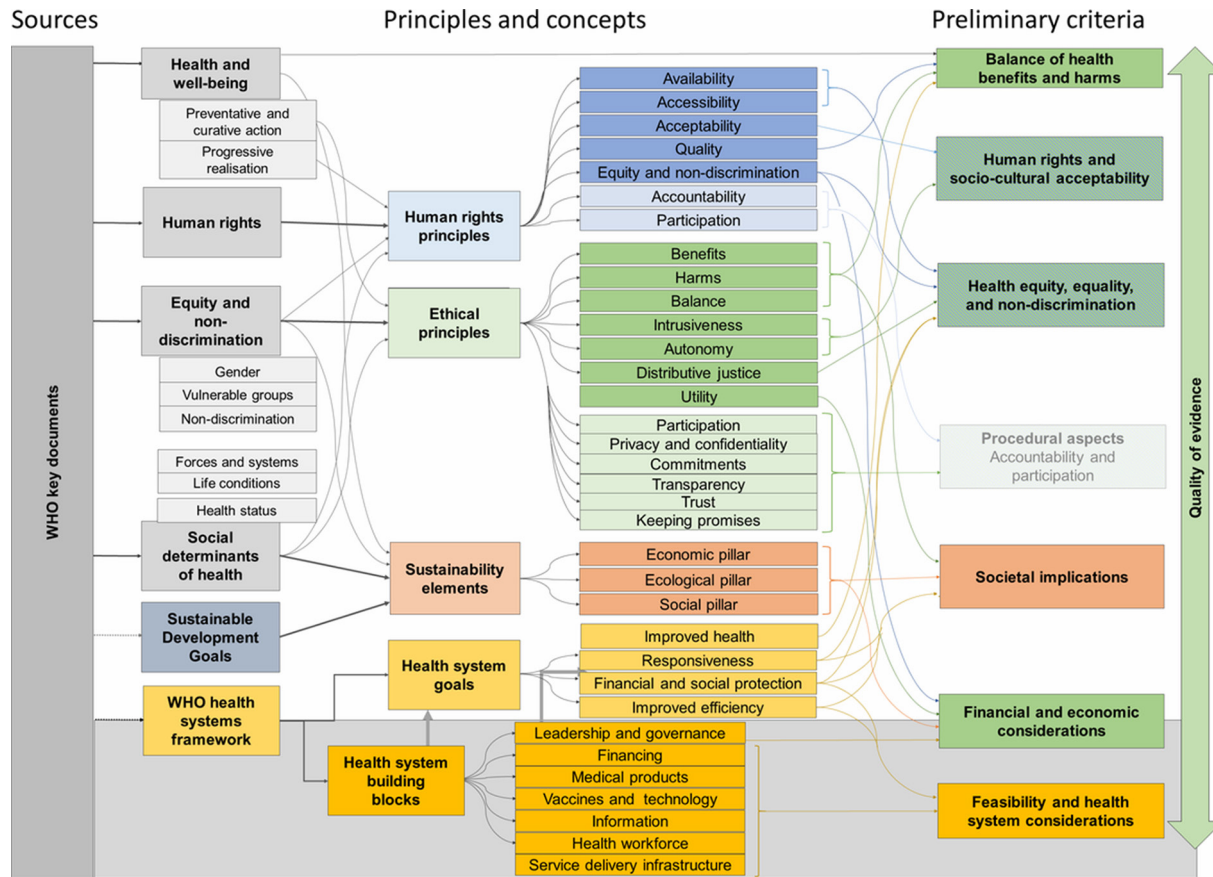 Sources
Principles and concepts
Preliminary criteria
WHO key documents
Health and
well-being
Preventative and
curative action
Progressive
realisation
Human rights
Equity and
non-
discrimination
Gender
Vulnerable groups
Non-discrimination
Forces and systems
Life conditions
Health status
Social
determinants
of health
Sustainable
Development
Goals
WHO health
systems
framework
Human rights
principles
Ethical
principles
Sustainability
elements
Health system
goals
Health system
building
blocks
Availability
Accessibility
Acceptability
Quality
Equity and non-discrimination
Accountability
Participation
Benefits
Harms
Balance
Intrusiveness
Autonomy
Distributive justice
Utility
Participation
Privacy and confidentiality
Commitments
Transparency
Trust
Keeping promises
Economic pillar
Ecological pillar
Social pillar
Improved health
Responsiveness
Financial and social protection
Improved efficiency
Leadership and governance
Financing
Medical products
Vaccines and technology
Information
Health workforce
Service delivery infrastructure
Balance of health
benefits and harms
Human rights and
socio-cultural acceptability
Health equity, equality,
and non-discrimination
Procedural aspects
Accountability and
participation
Societal implications
Financial and economic
considerations
Feasibility and health
system considerations
Quality of evidence